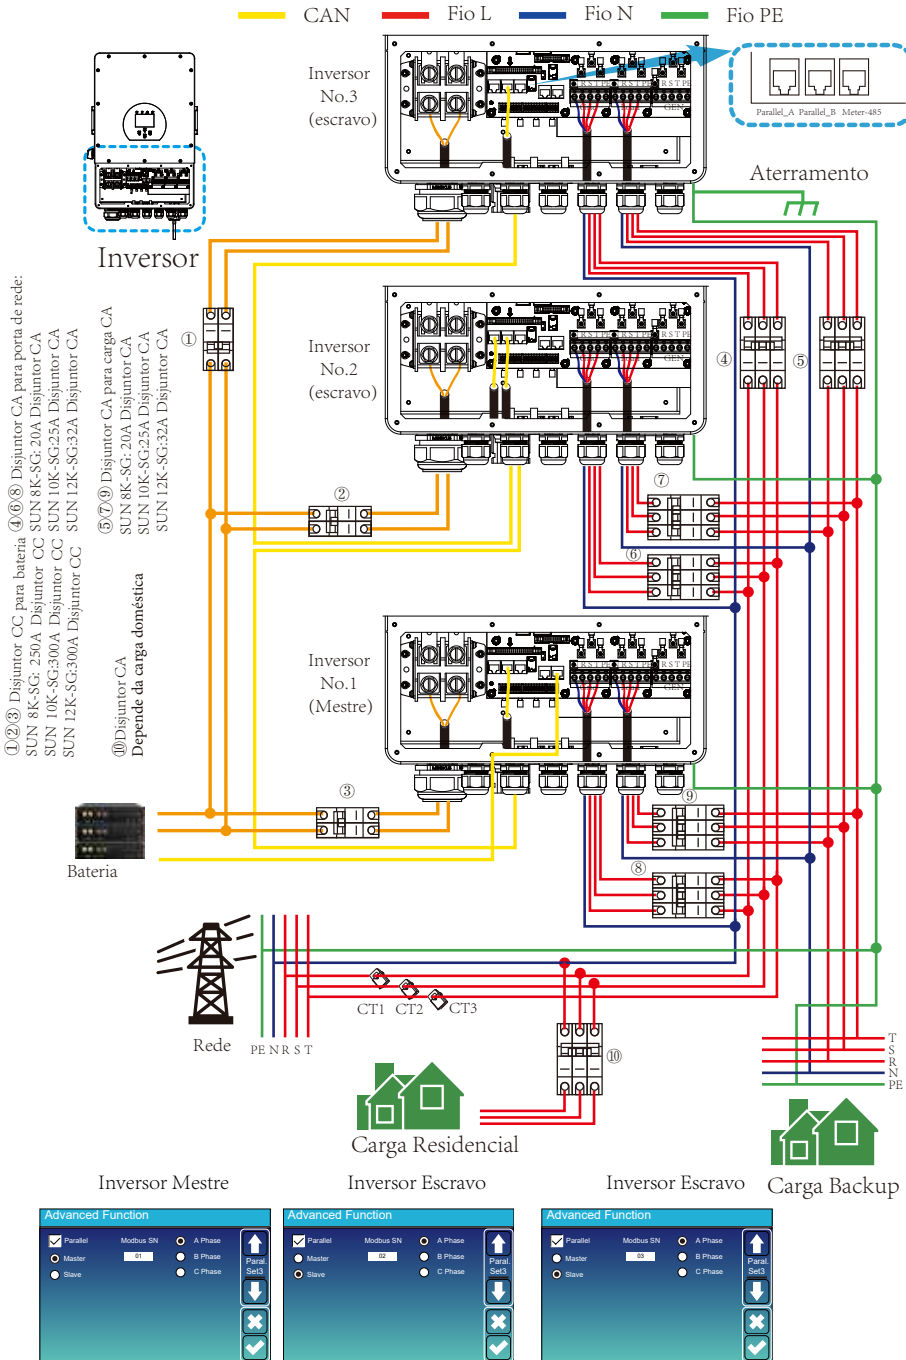 CAN Fio L Fio N Fio PE
Inversor
No.3
(escravo)
R S T PE
GEN
Parallel_A Parallel_B Meter-485
Aterramento
Inversor
①
Inversor
No.2
(escravo)
GEN
④
⑤
②
⑦
⑥
①②③ Disjuntor CC para bateria
SUN 8K-SG: 250A Disjuntor CC
SUN 10K-SG:300A Disjuntor CC
SUN 12K-SG:300A Disjuntor CC
④⑥⑧ Disjuntor CA para porta de rede:
SUN 8K-SG: 20A Disjuntor CA
SUN 10K-SG:25A Disjuntor CA
SUN 12K-SG:32A Disjuntor CA
⑤⑦⑨ Disjuntor CA para carga CA
SUN 8K-SG: 20A Disjuntor CA
SUN 10K-SG:25A Disjuntor CA
SUN 12K-SG:32A Disjuntor CA
⑩Disjuntor CA
Depende da carga doméstica
Inversor
No.1
(Mestre)
R S T PE
GEN
③
⑨
⑧
Bateria
CT1 CT2 CT3
Rede
PE N R S T
⑩
T
S
R
N
PE
Carga Residencial
Carga Backup
Inversor Mestre
Advanced Function
Parallel Modbus SN A Phase
Master 01 B Phase
Slave C Phase
Paral.
Set3
Inversor Escravo
Advanced Function
Parallel Modbus SN A Phase
Master 02 B Phase
Slave C Phase
Paral.
Set3
Inversor Escravo
Advanced Function
Parallel Modbus SN A Phase
Master 03 B Phase
Slave C Phase
Paral.
Set3